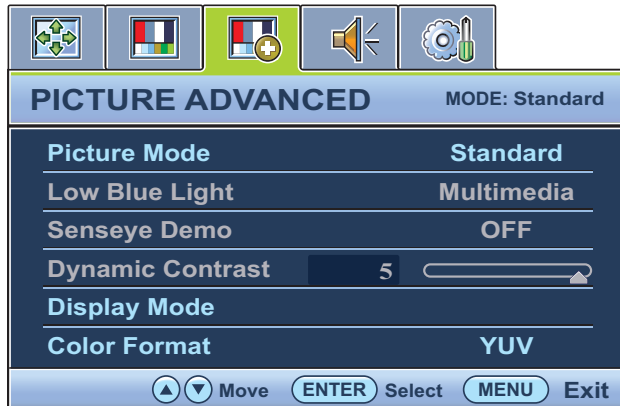 PICTURE ADVANCED MODE: Standard
Picture Mode Standard
Low Blue Light Multimedia
Senseye Demo OFF
Dynamic Contrast 5
Display Mode
Color Format YUV
Move ENTER Select MENU Exit